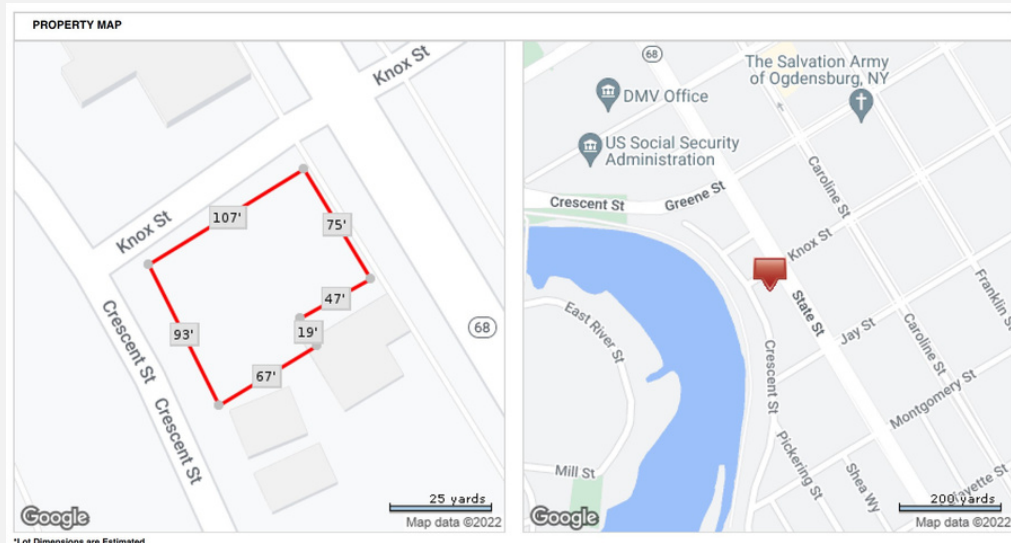 PROPERTY MAP
Knox St
Knox St
107'
75'
47'
19'
93'
67'
Crescent St
Crescent St
68
25 yards
Google
Map data ©2022
68
The Salvation Army
of Ogdensburg, NY
DMV Office
US Social Security
Administration
Crescent St
Greene St
Caroline St
Knox St
Franklin St
East River St
State St
Jay St
Crescent St
Caroline St
Montgomery St
Pickering St
Mill St
Shea Wy
ayette St
200 yards
Google
Map data ©2022
*Lot Dimensions are Estimated